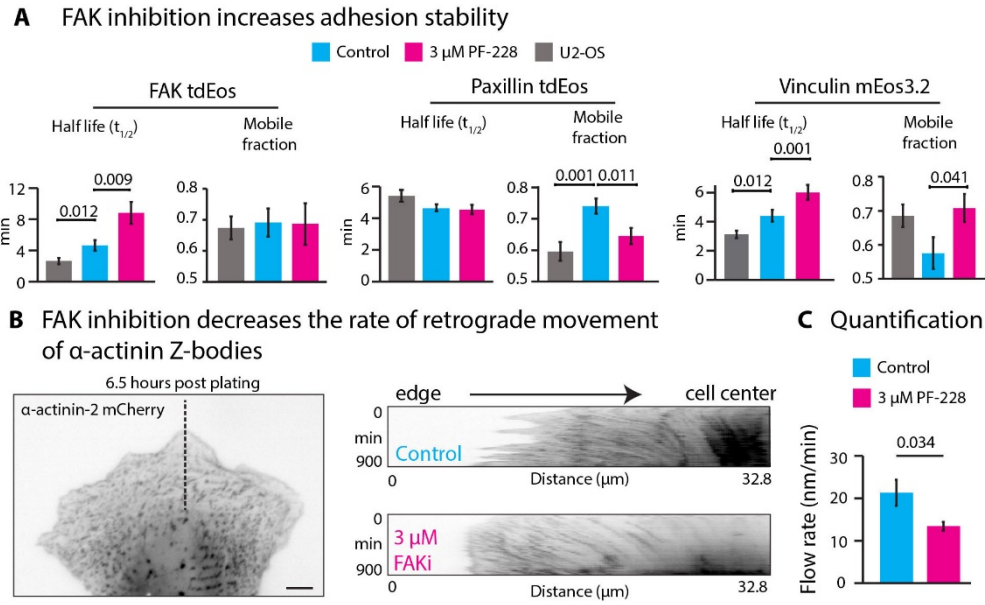 A FAK inhibition increases adhesion stability
Control 3 µM PF-228 U2-OS
FAK tdEos
Half life (t1/2)
Mobile
fraction
min
12
8
4
0
0.012
0.009
0.8
0.7
0.6
0.5
Paxillin tdEos
Half life (t1/2)
Mobile
fraction
min
6
4
2
0
0.8
0.7
0.6
0.5
0.001
0.011
Vinculin mEos3.2
Half life (t1/2)
Mobile
fraction
min
6
4
2
0
0.012
0.001
0.8
0.7
0.6
0.5
0.041
B FAK inhibition decreases the rate of retrograde movement
of α-actinin Z-bodies
6.5 hours post plating
α-actinin-2 mCherry
edge cell center
0
min
900
Control
0 Distance (µm) 32.8
0
min
900
3 µM
FAKi
0 Distance (µm) 32.8
C Quantification
Control
3 µM PF-228
Flow rate (nm/min)
30
20
10
0
0.034